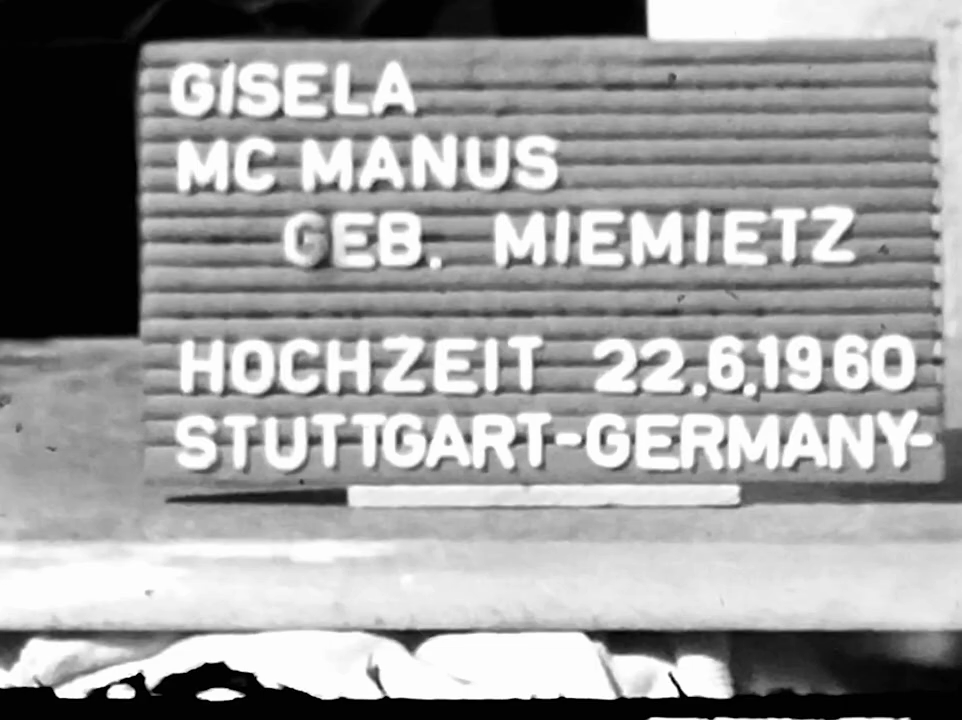 GISELA
MC MANUS
GEB. MIEMIETZ
HOCHZEIT 22.6.1960
STUTTGART-GERMANY-